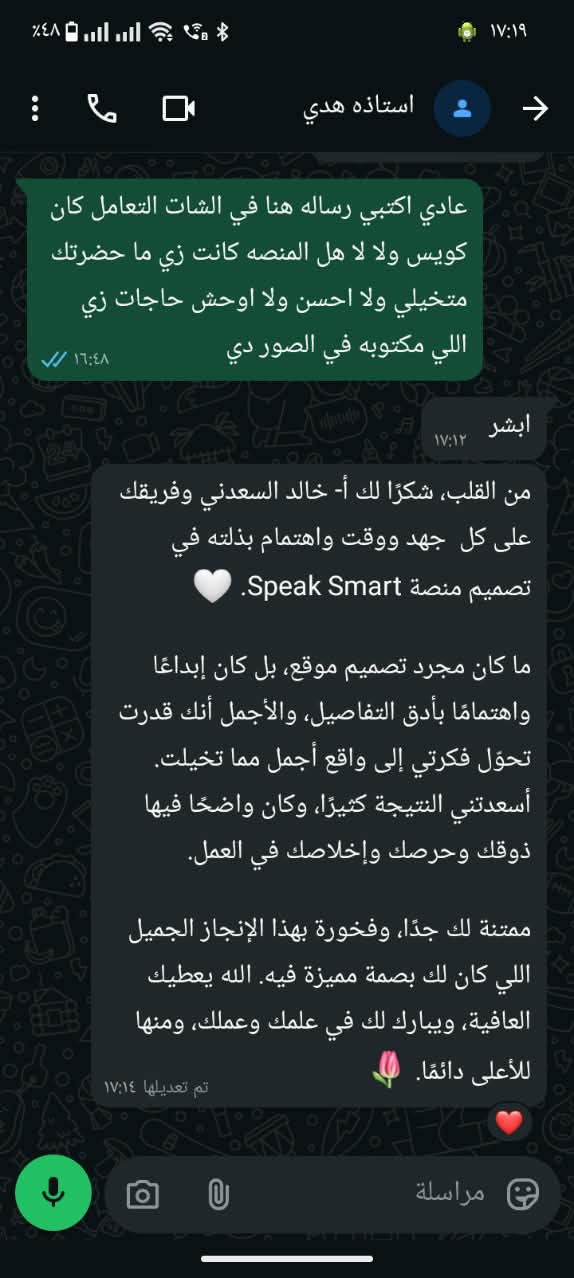 ١٧:١٩
٪٤٨
استاذه هدي
عادي اكتبي رساله هنا في الشات التعامل كان
كويس ولا لا هل المنصه كانت زي ما حضرتك
متخيلي ولا احسن ولا اوحش حاجات زي
اللي مكتوبه في الصور دي
١٦:٤٨
ابشر
١٧:١٢
من القلب، شكرًا لك أ- خالد السعدني وفريقك
على كل جهد ووقت واهتمام بذلته في
تصميم منصة Speak Smart. 🤍
ما كان مجرد تصميم موقع، بل كان إبداعًا
واهتمامًا بأدق التفاصيل، والأجمل أنك قدرت
تحوّل فكرتي إلى واقع أجمل مما تخيلت.
أسعدتني النتيجة كثيرًا، وكان واضحًا فيها
ذوقك وحرصك وإخلاصك في العمل.
ممتنة لك جدًا، وفخورة بهذا الإنجاز الجميل
اللي كان لك بصمة مميزة فيه. الله يعطيك
العافية، ويبارك لك في علمك وعملك، ومنها
للأعلى دائمًا. 🌷
تم تعديلها ١٧:١٤
❤️
مراسلة